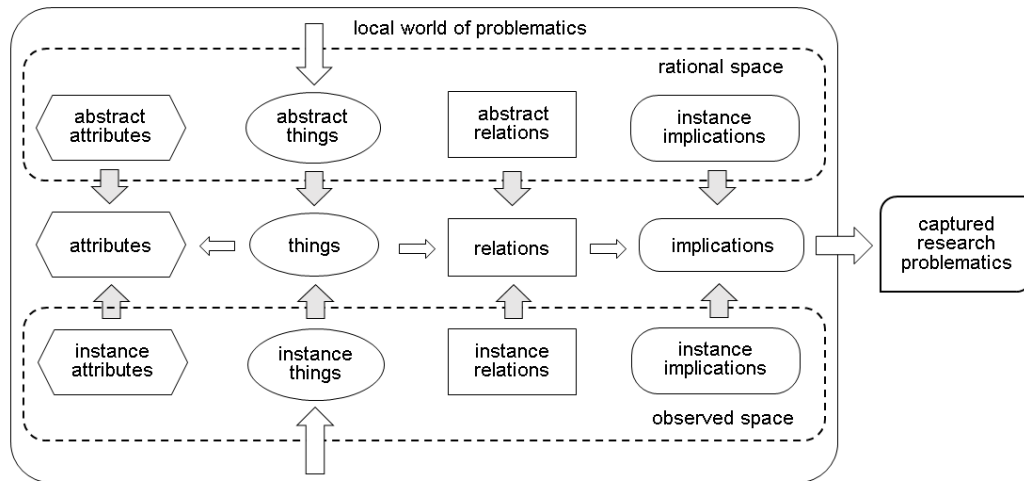 local world of problematics
rational space
abstract
attributes
abstract
things
abstract
relations
instance
implications
attributes
things
relations
implications
captured
research
problematics
instance
attributes
instance
things
instance
relations
instance
implications
observed space